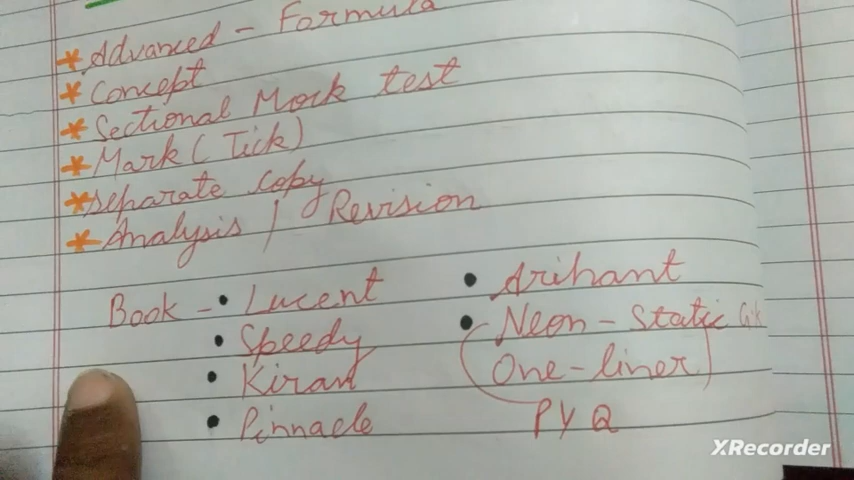 * Advanced - Formula
* Concept
* Sectional Mock test
* Mark (Tick)
* Separate copy
* Analysis / Revision
Book - • Lucent
• Speedy
• Kiran
• Pinnacle
• Arihant
• Neon - Static GK
(One-liner)
PYQ
XRecorder